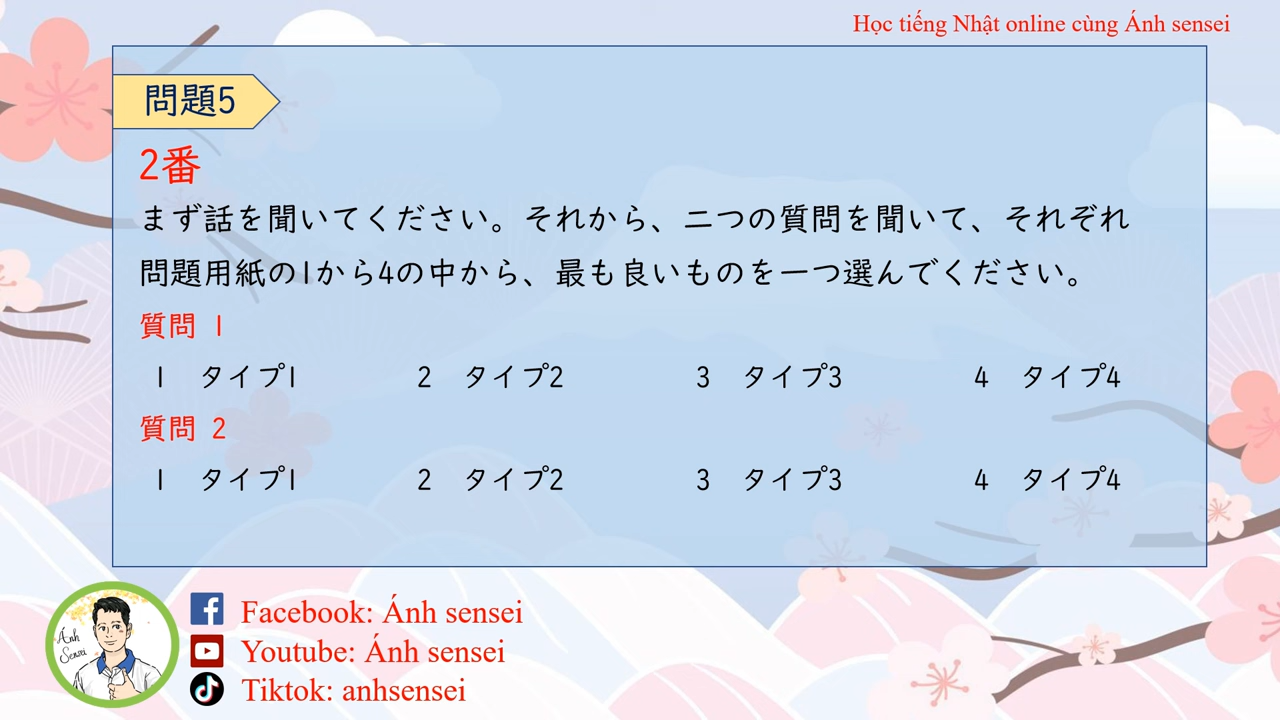 Học tiếng Nhật online cùng Ánh sensei
問題5
2番
まず話を聞いてください。それから、二つの質問を聞いて、それぞれ
問題用紙の1から4の中から、最も良いものを一つ選んでください。
質問 1
1 タイプ1 2 タイプ2 3 タイプ3 4 タイプ4
質問 2
1 タイプ1 2 タイプ2 3 タイプ3 4 タイプ4
Ánh Sensei
Facebook: Ánh sensei
Youtube: Ánh sensei
Tiktok: anhsensei